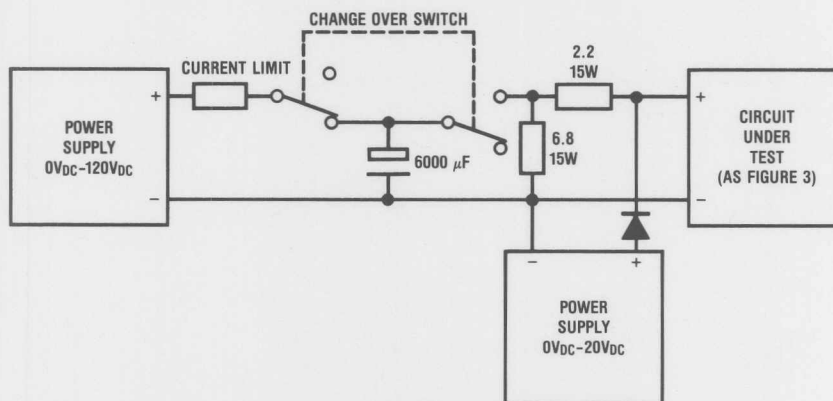 CHANGE OVER SWITCH
CURRENT LIMIT
2.2
15W
+
POWER
SUPPLY
0VDC–120VDC
−
6000 μF
6.8
15W
+
CIRCUIT
UNDER
TEST
(AS FIGURE 3)
−
−
+
POWER
SUPPLY
0VDC–20VDC